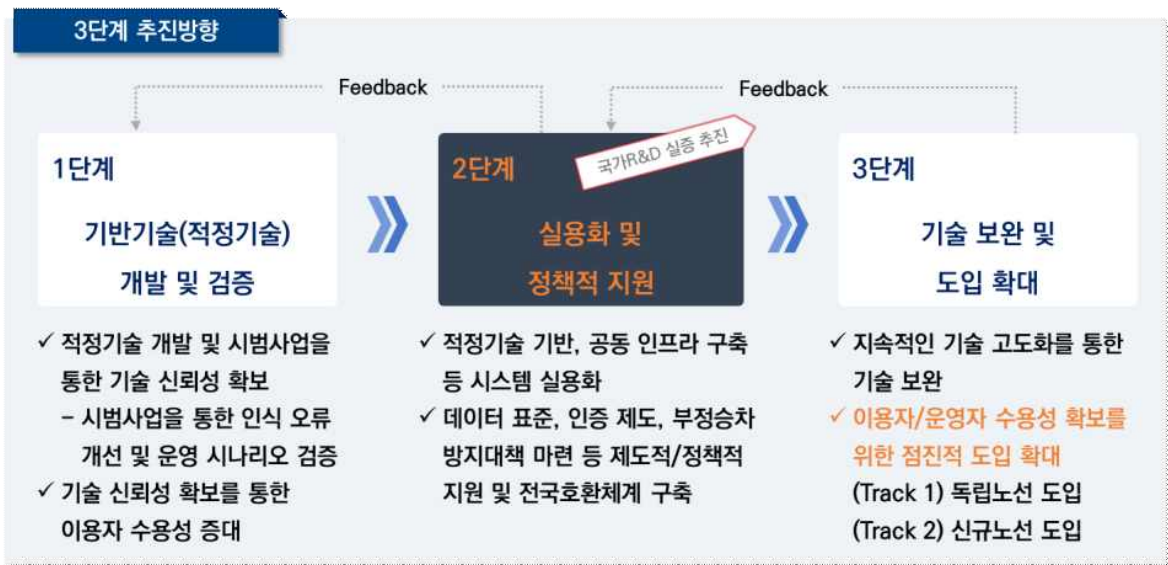 3단계 추진방향
Feedback
Feedback
1단계
기반기술(적정기술)
개발 및 검증
✓ 적정기술 개발 및 시범사업을
통한 기술 신뢰성 확보
– 시범사업을 통한 인식 오류
개선 및 운영 시나리오 검증
✓ 기술 신뢰성 확보를 통한
이용자 수용성 증대
국가R&D 실증 추진
2단계
실용화 및
정책적 지원
✓ 적정기술 기반, 공동 인프라 구축
등 시스템 실용화
✓ 데이터 표준, 인증 제도, 부정승차
방지대책 마련 등 제도적/정책적
지원 및 전국호환체계 구축
3단계
기술 보완 및
도입 확대
✓ 지속적인 기술 고도화를 통한
기술 보완
✓ 이용자/운영자 수용성 확보를
위한 점진적 도입 확대
(Track 1) 독립노선 도입
(Track 2) 신규노선 도입